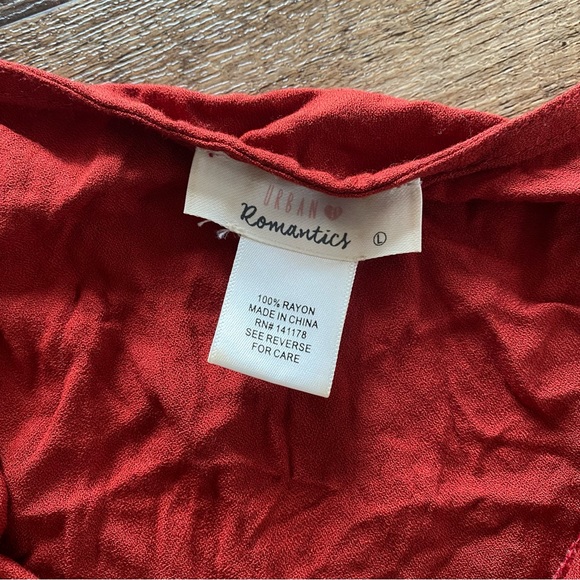 URBAN
Romantics L
100% RAYON
MADE IN CHINA
RN# 141178
SEE REVERSE
FOR CARE